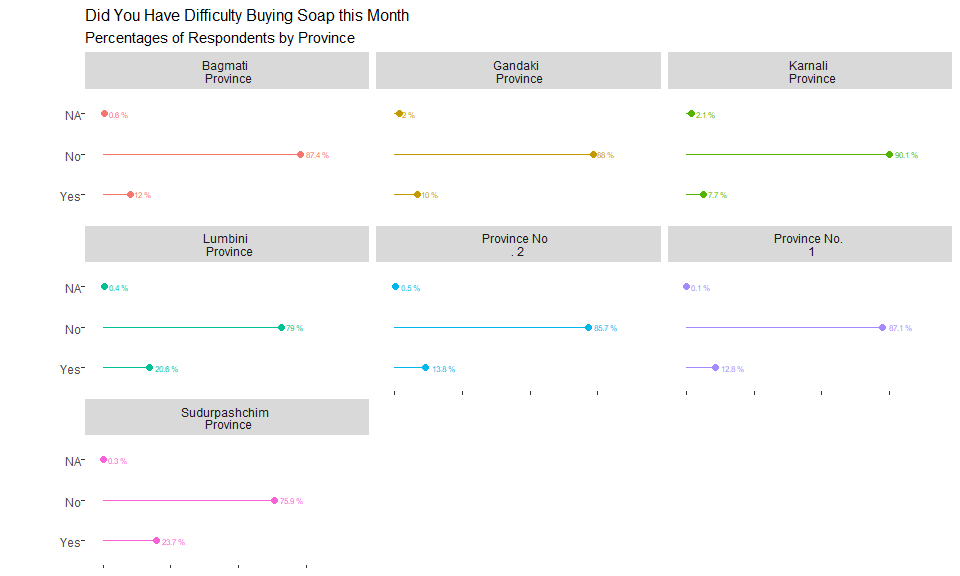 Did You Have Difficulty Buying Soap this Month
Percentages of Respondents by Province
Bagmati
Province
Gandaki
Province
Karnali
Province
NA
0.6 %
2 %
2.1 %
No
87.4 %
88 %
90.1 %
Yes
12 %
10 %
7.7 %
Lumbini
Province
Province No
. 2
Province No.
1
NA
0.4 %
0.5 %
0.1 %
No
79 %
85.7 %
87.1 %
Yes
20.6 %
13.8 %
12.8 %
Sudurpashchim
Province
NA
0.3 %
No
75.9 %
Yes
23.7 %